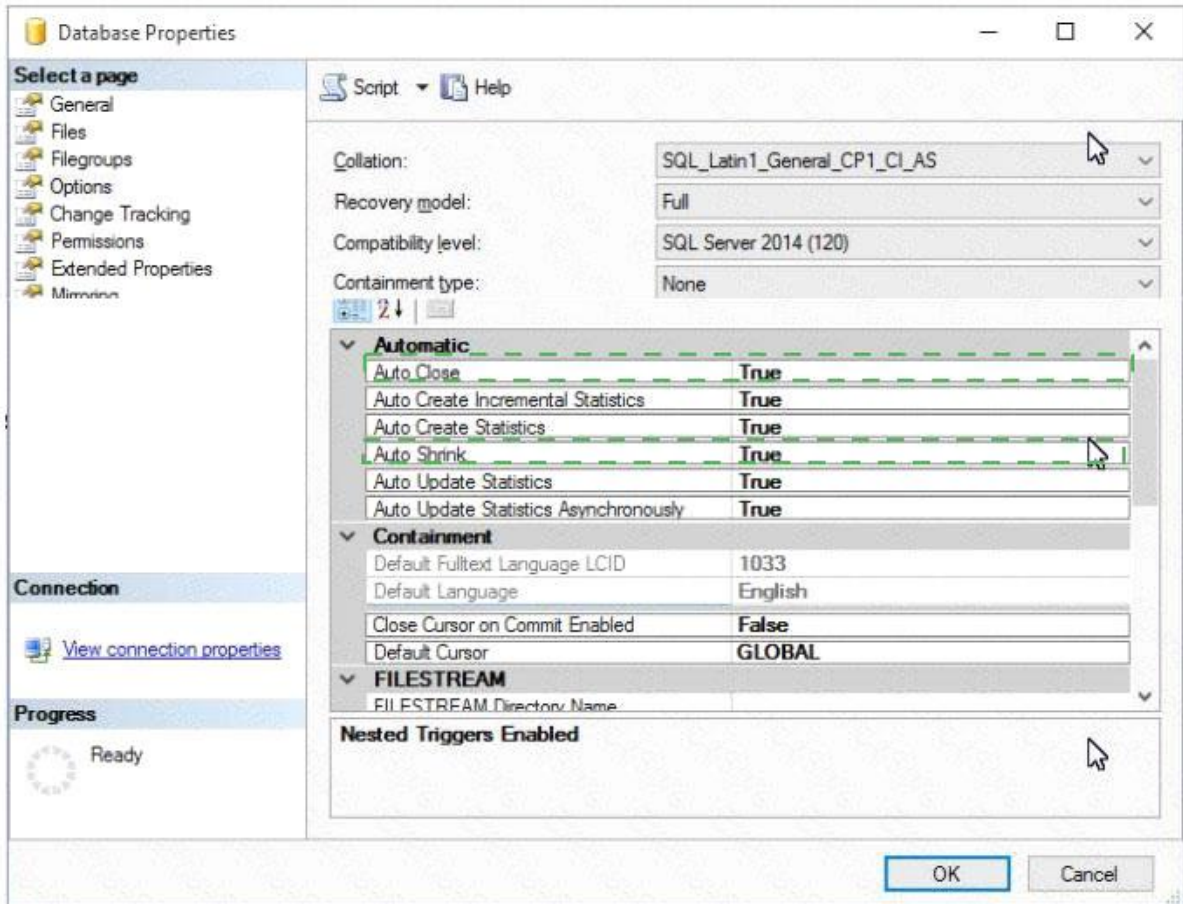 Database Properties
Select a page
General
Files
Filegroups
Options
Change Tracking
Permissions
Extended Properties
Mirroring
Connection
View connection properties
Progress
Ready
Script Help
Collation: SQL_Latin1_General_CP1_CI_AS
Recovery model: Full
Compatibility level: SQL Server 2014 (120)
Containment type: None
Automatic
Auto Close True
Auto Create Incremental Statistics True
Auto Create Statistics True
Auto Shrink True
Auto Update Statistics True
Auto Update Statistics Asynchronously True
Containment
Default Fulltext Language LCID 1033
Default Language English
Close Cursor on Commit Enabled False
Default Cursor GLOBAL
FILESTREAM
FILESTREAM Directory Name
Nested Triggers Enabled
OK Cancel